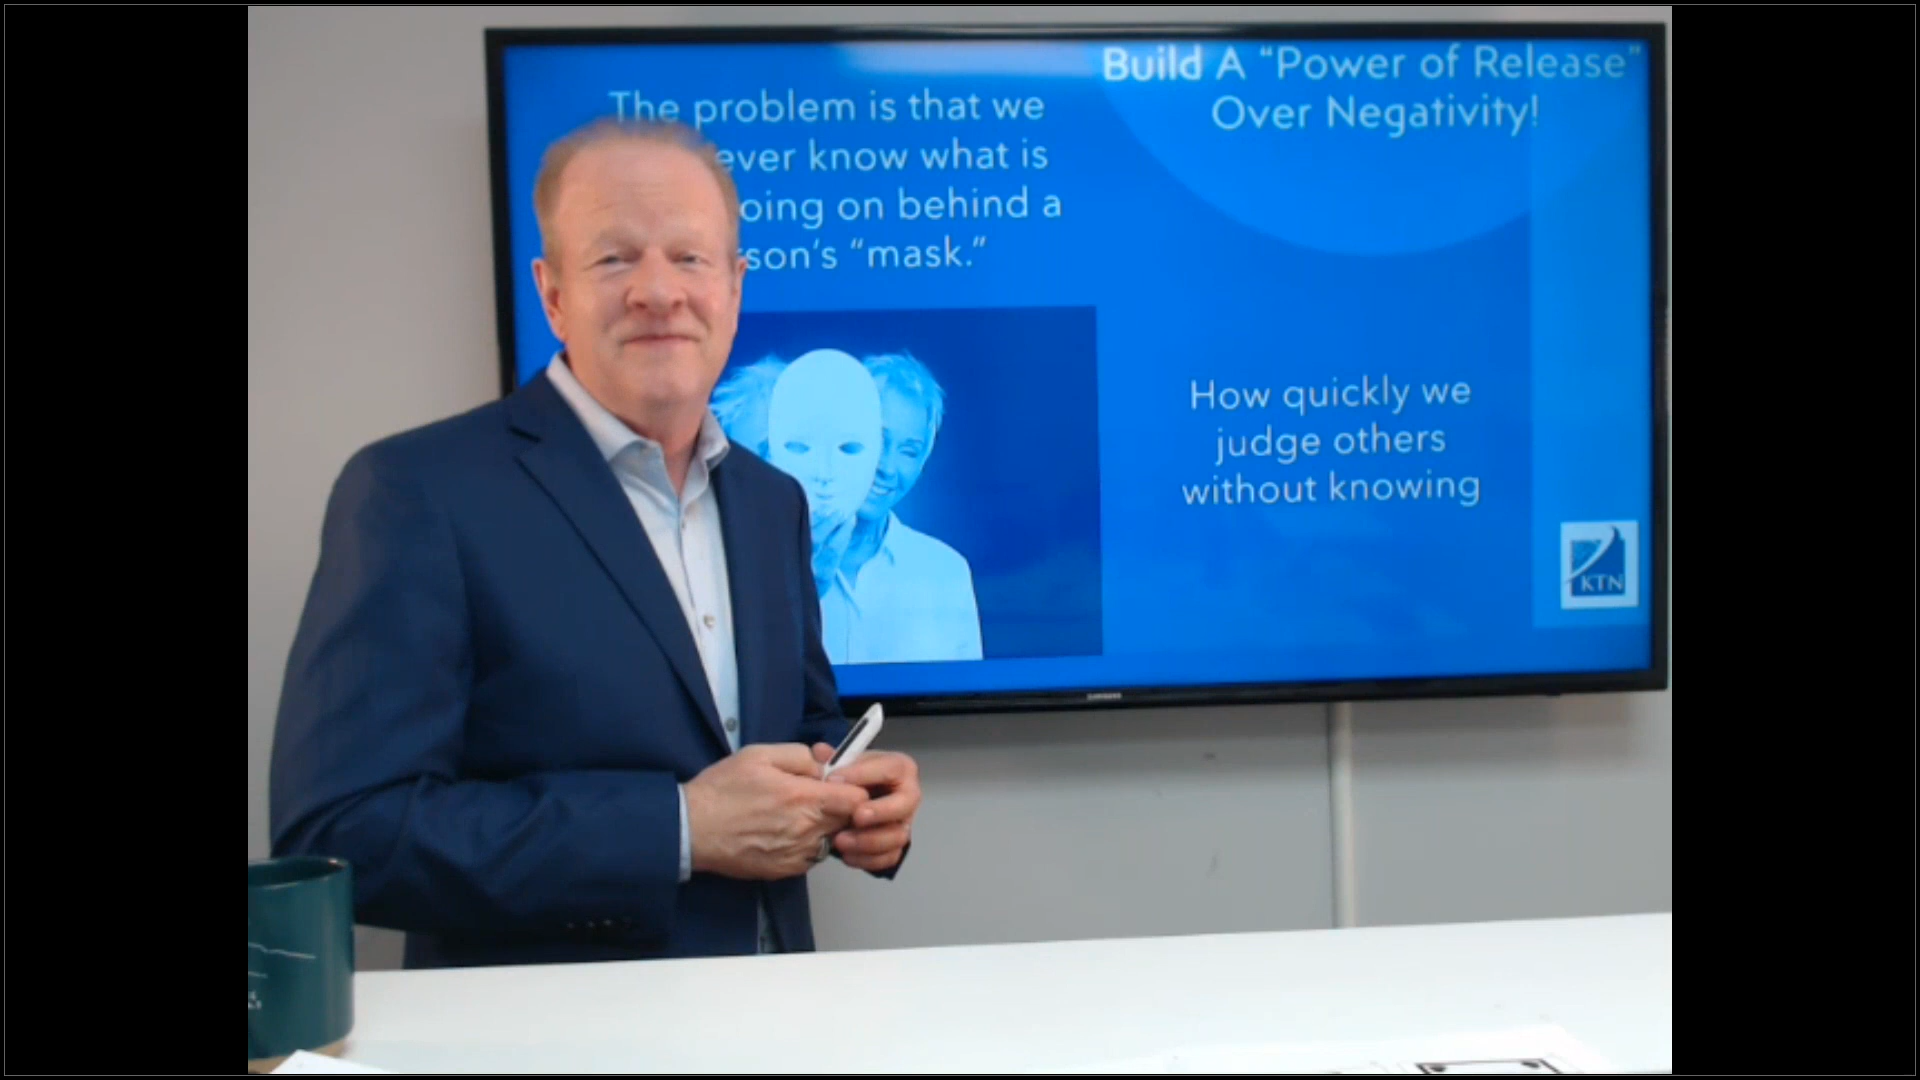 The problem is that we
ever know what is
oing on behind a
son's "mask."
Build A "Power of Release"
Over Negativity!
How quickly we
judge others
without knowing
KTN
SAMSUNG